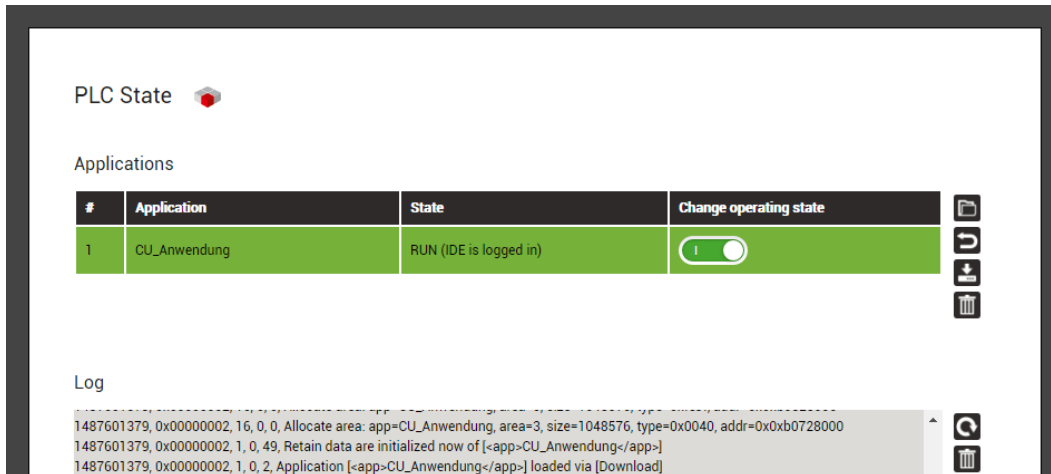 PLC State
Applications
# Application State Change operating state
1 CU_Anwendung RUN (IDE is logged in) I
Log
1487601379, 0x00000002, 16, 0, 0, Allocate area: app=CU_Anwendung, area=3, size=1048576, type=0x0040, addr=0x0xb0728000
1487601379, 0x00000002, 1, 0, 49, Retain data are initialized now of [<app>CU_Anwendung</app>]
1487601379, 0x00000002, 1, 0, 2, Application [<app>CU_Anwendung</app>] loaded via [Download]